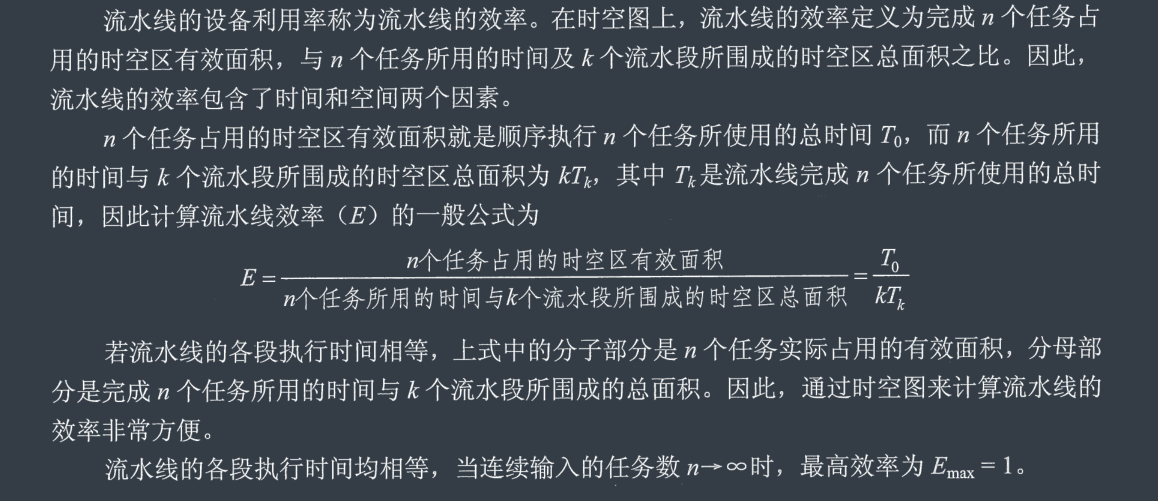 流水线的设备利用率称为流水线的效率。在时空图上，流水线的效率定义为完成 n 个任务占
用的时空区有效面积，与 n 个任务所用的时间及 k 个流水段所围成的时空区总面积之比。因此，
流水线的效率包含了时间和空间两个因素。
n 个任务占用的时空区有效面积就是顺序执行 n 个任务所使用的总时间 T₀，而 n 个任务所用
的时间与 k 个流水段所围成的时空区总面积为 kTₖ，其中 Tₖ是流水线完成 n 个任务所使用的总时
间，因此计算流水线效率（E）的一般公式为
E = n个任务占用的时空区有效面积 / n个任务所用的时间与k个流水段所围成的时空区总面积 = T₀ / kTₖ
若流水线的各段执行时间相等，上式中的分子部分是 n 个任务实际占用的有效面积，分母部
分是完成 n 个任务所用的时间与 k 个流水段所围成的总面积。因此，通过时空图来计算流水线的
效率非常方便。
流水线的各段执行时间均相等，当连续输入的任务数 n→∞时，最高效率为 Emax = 1。